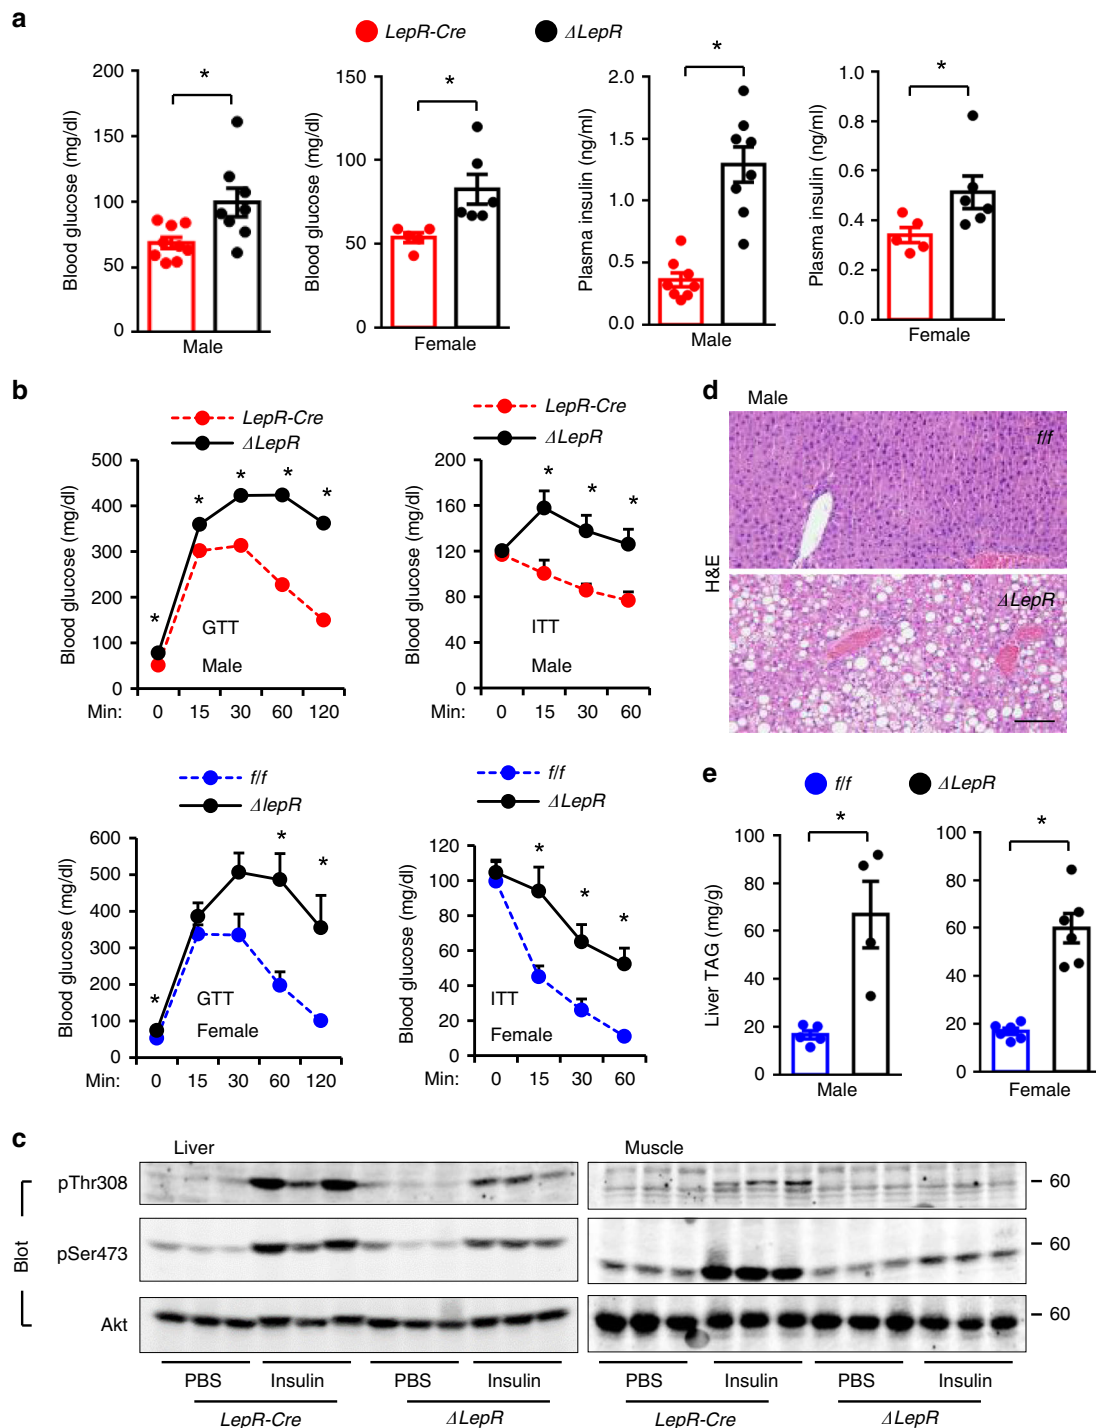 a
LepR-Cre ΔLepR
Blood glucose (mg/dl)
200
150
100
50
0
*
Male
Blood glucose (mg/dl)
150
100
50
0
*
Female
Plasma insulin (ng/ml)
2.0
1.5
1.0
0.5
0.0
*
Male
Plasma insulin (ng/ml)
1.0
0.8
0.6
0.4
0.2
0.0
*
Female
b
LepR-Cre
ΔLepR
Blood glucose (mg/dl)
500
400
300
200
100
0
* * * * *
GTT
Male
Min: 0 15 30 60 120
LepR-Cre
ΔLepR
Blood glucose (mg/dl)
200
160
120
80
40
0
* * *
ITT
Male
Min: 0 15 30 60
f/f
ΔlepR
Blood glucose (mg/dl)
600
500
400
300
200
100
0
* * *
GTT
Female
Min: 0 15 30 60 120
f/f
ΔLepR
Blood glucose (mg/dl)
120
100
80
60
40
20
0
* * *
ITT
Female
Min: 0 15 30 60
d
Male
H&E
f/f
ΔLepR
e
f/f ΔLepR
Liver TAG (mg/g)
100
80
60
40
20
0
*
Male
100
80
60
40
20
0
*
Female
c
Liver Muscle
Blot
pThr308 60
pSer473 60
Akt 60
PBS Insulin PBS Insulin PBS Insulin PBS Insulin
LepR-Cre ΔLepR LepR-Cre ΔLepR